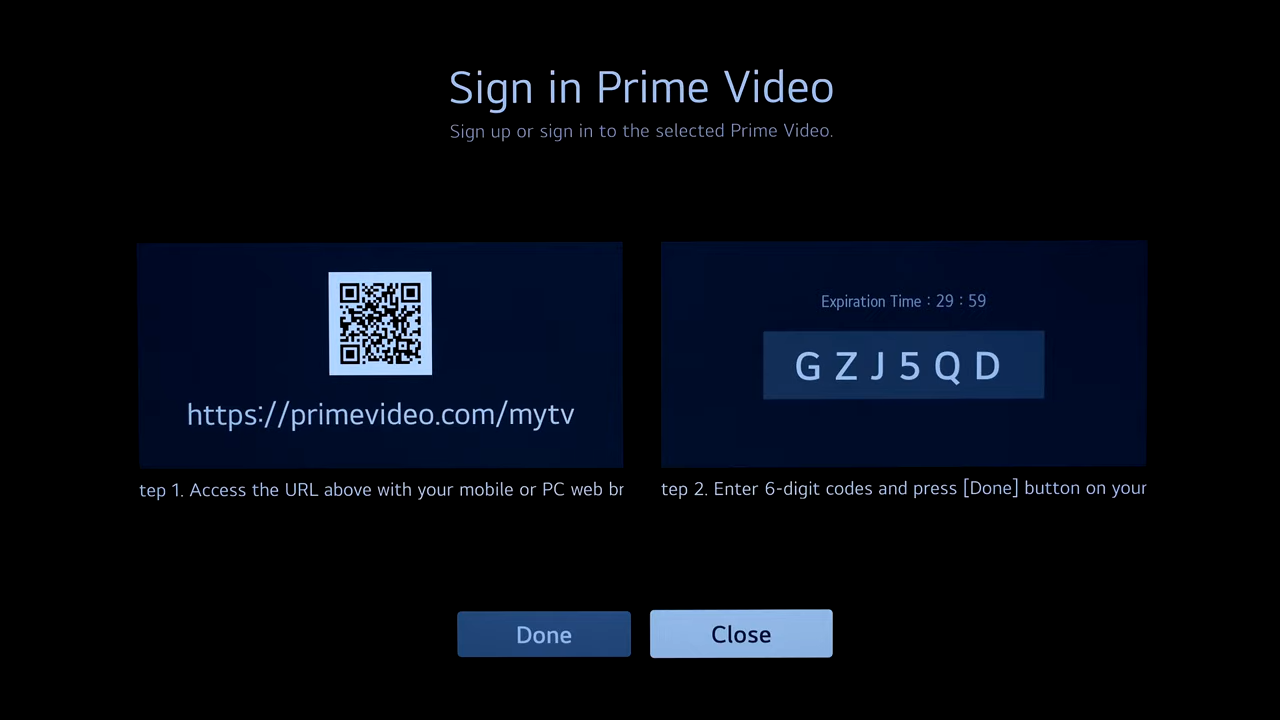 Sign in Prime Video
Sign up or sign in to the selected Prime Video.
https://primevideo.com/mytv
tep 1. Access the URL above with your mobile or PC web br
Expiration Time : 29 : 59
GZJ5QD
tep 2. Enter 6-digit codes and press [Done] button on your
Done
Close